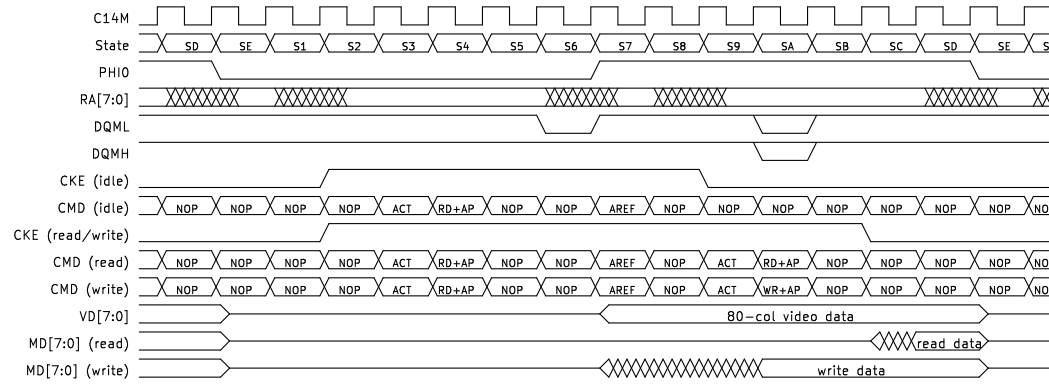 C14M
State SD SE S1 S2 S3 S4 S5 S6 S7 S8 S9 SA SB SC SD SE S
PHI0
RA[7:0]
DQML
DQMH
CKE (idle)
CMD (idle) NOP NOP NOP NOP ACT RD+AP NOP NOP AREF NOP NOP NOP NOP NOP NOP NOP NO
CKE (read/write)
CMD (read) NOP NOP NOP NOP ACT RD+AP NOP NOP AREF NOP ACT RD+AP NOP NOP NOP NOP NO
CMD (write) NOP NOP NOP NOP ACT RD+AP NOP NOP AREF NOP ACT WR+AP NOP NOP NOP NOP NO
VD[7:0] 80-col video data
MD[7:0] (read) read data
MD[7:0] (write) write data